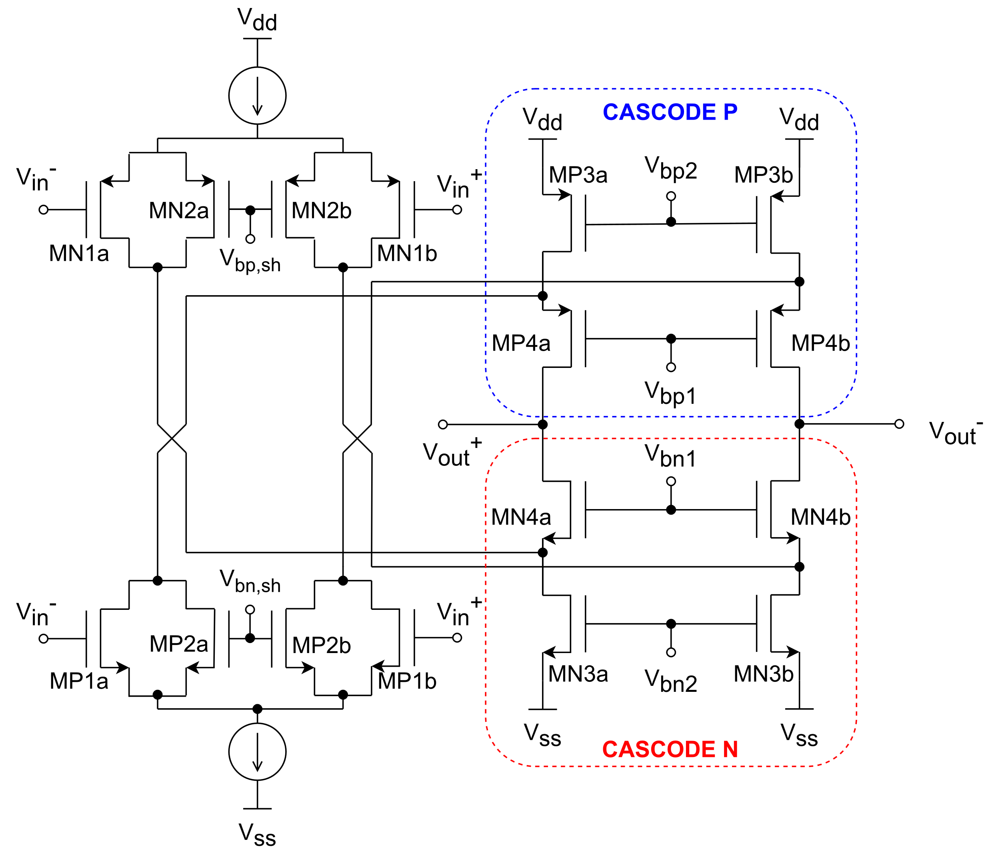 Vdd
CASCODE P
Vdd
Vdd
Vin-
MN2a
MN2b
Vin+
MP3a
Vbp2
MP3b
MN1a
Vbp,sh
MN1b
MP4a
MP4b
Vbp1
Vout+
Vout-
Vbn1
MN4a
MN4b
Vbn,sh
Vin-
MP2a
MP2b
Vin+
MP1a
MP1b
MN3a
Vbn2
MN3b
Vss
Vss
CASCODE N
Vss